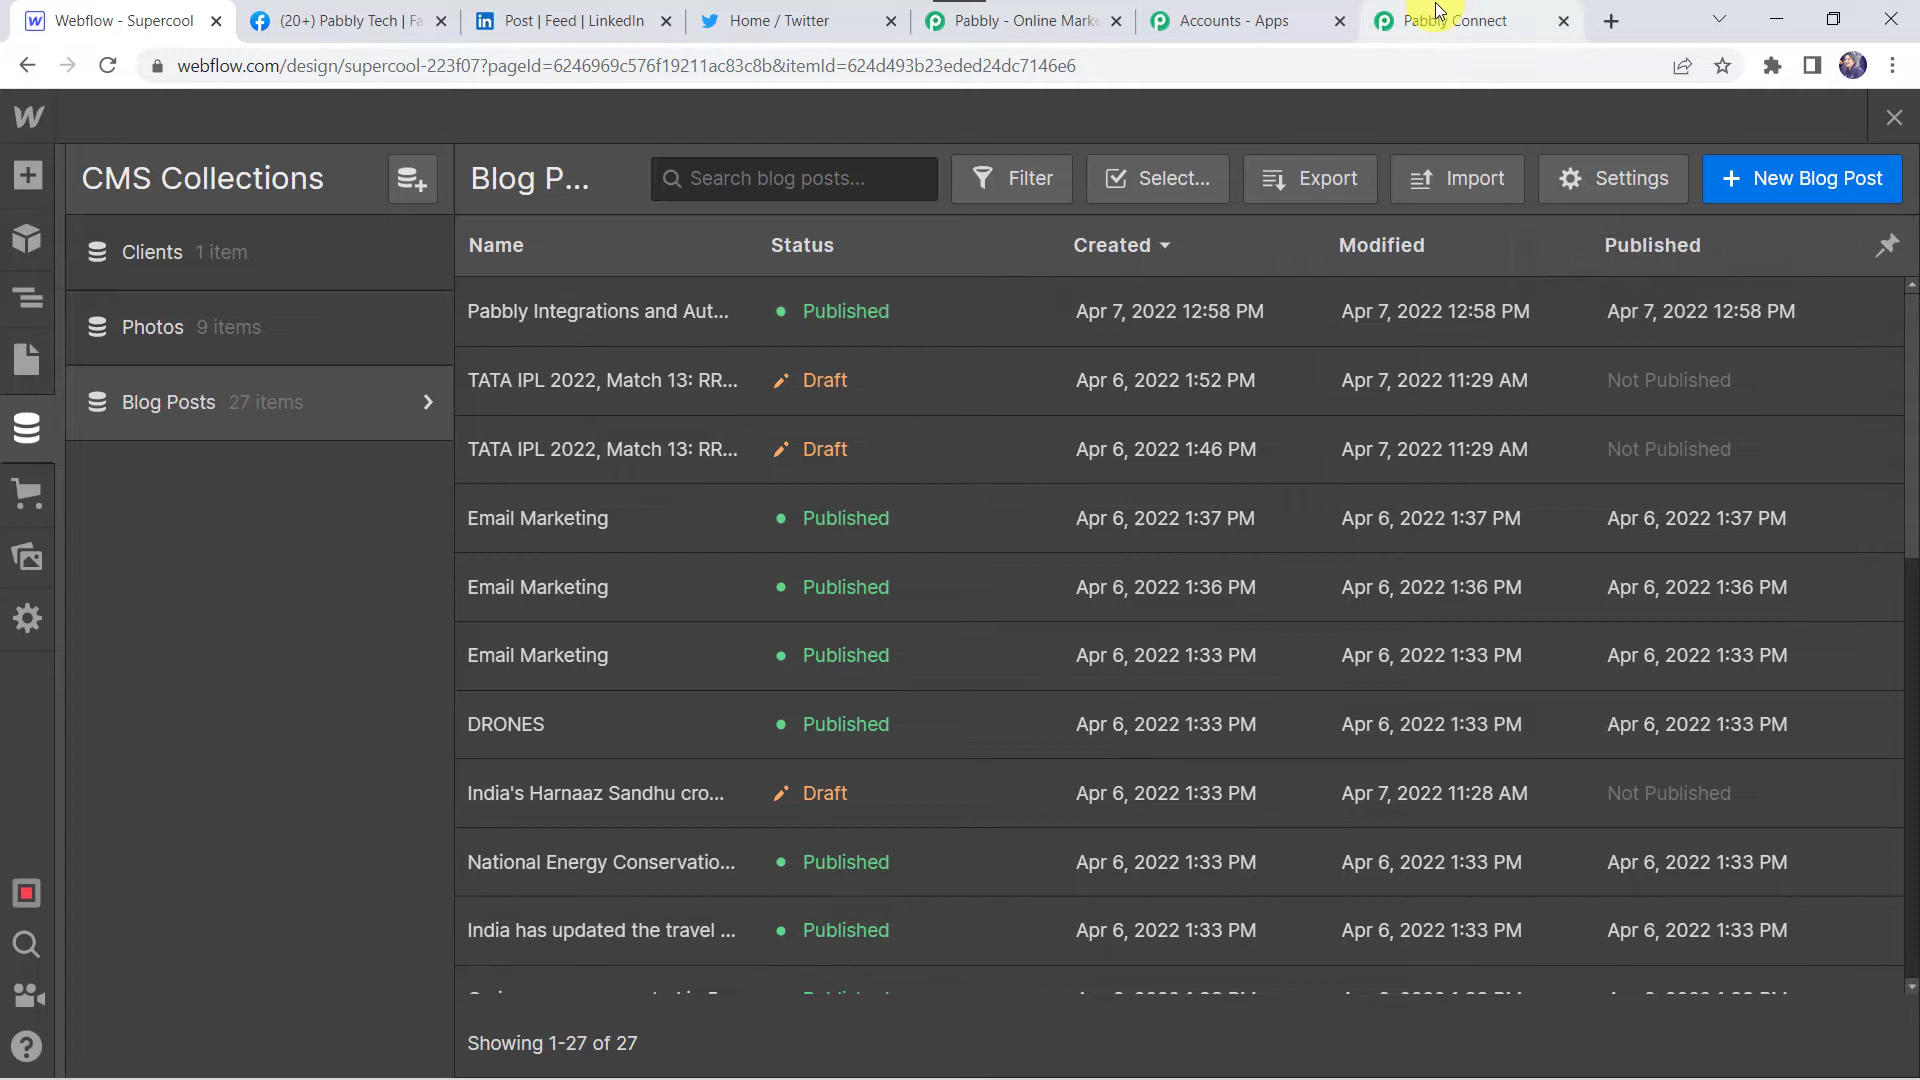 Webflow - Supercool
(20+) Pabbly Tech | Fa
Post | Feed | LinkedIn
Home / Twitter
Pabbly - Online Marke
Accounts - Apps
Pabbly Connect
webflow.com/design/supercool-223f07?pageId=6246969c576f19211ac83c8b&itemId=624d493b23eded24dc7146e6
CMS Collections
Blog P...
Search blog posts...
Filter
Select...
Export
Import
Settings
New Blog Post
Clients 1 item
Photos 9 items
Blog Posts 27 items
Name Status Created Modified Published
Pabbly Integrations and Aut... Published Apr 7, 2022 12:58 PM Apr 7, 2022 12:58 PM Apr 7, 2022 12:58 PM
TATA IPL 2022, Match 13: RR... Draft Apr 6, 2022 1:52 PM Apr 7, 2022 11:29 AM Not Published
TATA IPL 2022, Match 13: RR... Draft Apr 6, 2022 1:46 PM Apr 7, 2022 11:29 AM Not Published
Email Marketing Published Apr 6, 2022 1:37 PM Apr 6, 2022 1:37 PM Apr 6, 2022 1:37 PM
Email Marketing Published Apr 6, 2022 1:36 PM Apr 6, 2022 1:36 PM Apr 6, 2022 1:36 PM
Email Marketing Published Apr 6, 2022 1:33 PM Apr 6, 2022 1:33 PM Apr 6, 2022 1:33 PM
DRONES Published Apr 6, 2022 1:33 PM Apr 6, 2022 1:33 PM Apr 6, 2022 1:33 PM
India's Harnaaz Sandhu cro... Draft Apr 6, 2022 1:33 PM Apr 7, 2022 11:28 AM Not Published
National Energy Conservatio... Published Apr 6, 2022 1:33 PM Apr 6, 2022 1:33 PM Apr 6, 2022 1:33 PM
India has updated the travel ... Published Apr 6, 2022 1:33 PM Apr 6, 2022 1:33 PM Apr 6, 2022 1:33 PM
Showing 1-27 of 27